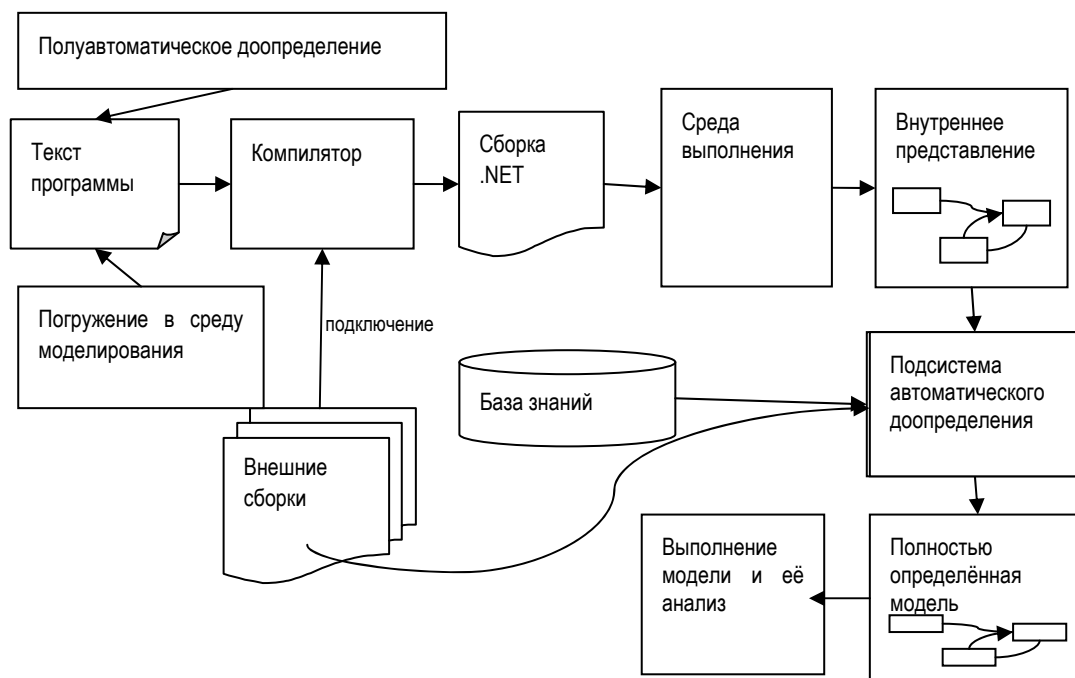 Полуавтоматическое доопределение
Текст
программы
Компилятор
Сборка
.NET
Среда
выполнения
Внутреннее
представление
Погружение в среду
моделирования
подключение
База знаний
Подсистема
автоматического
доопределения
Внешние
сборки
Выполнение
модели и её
анализ
Полностью
определённая
модель